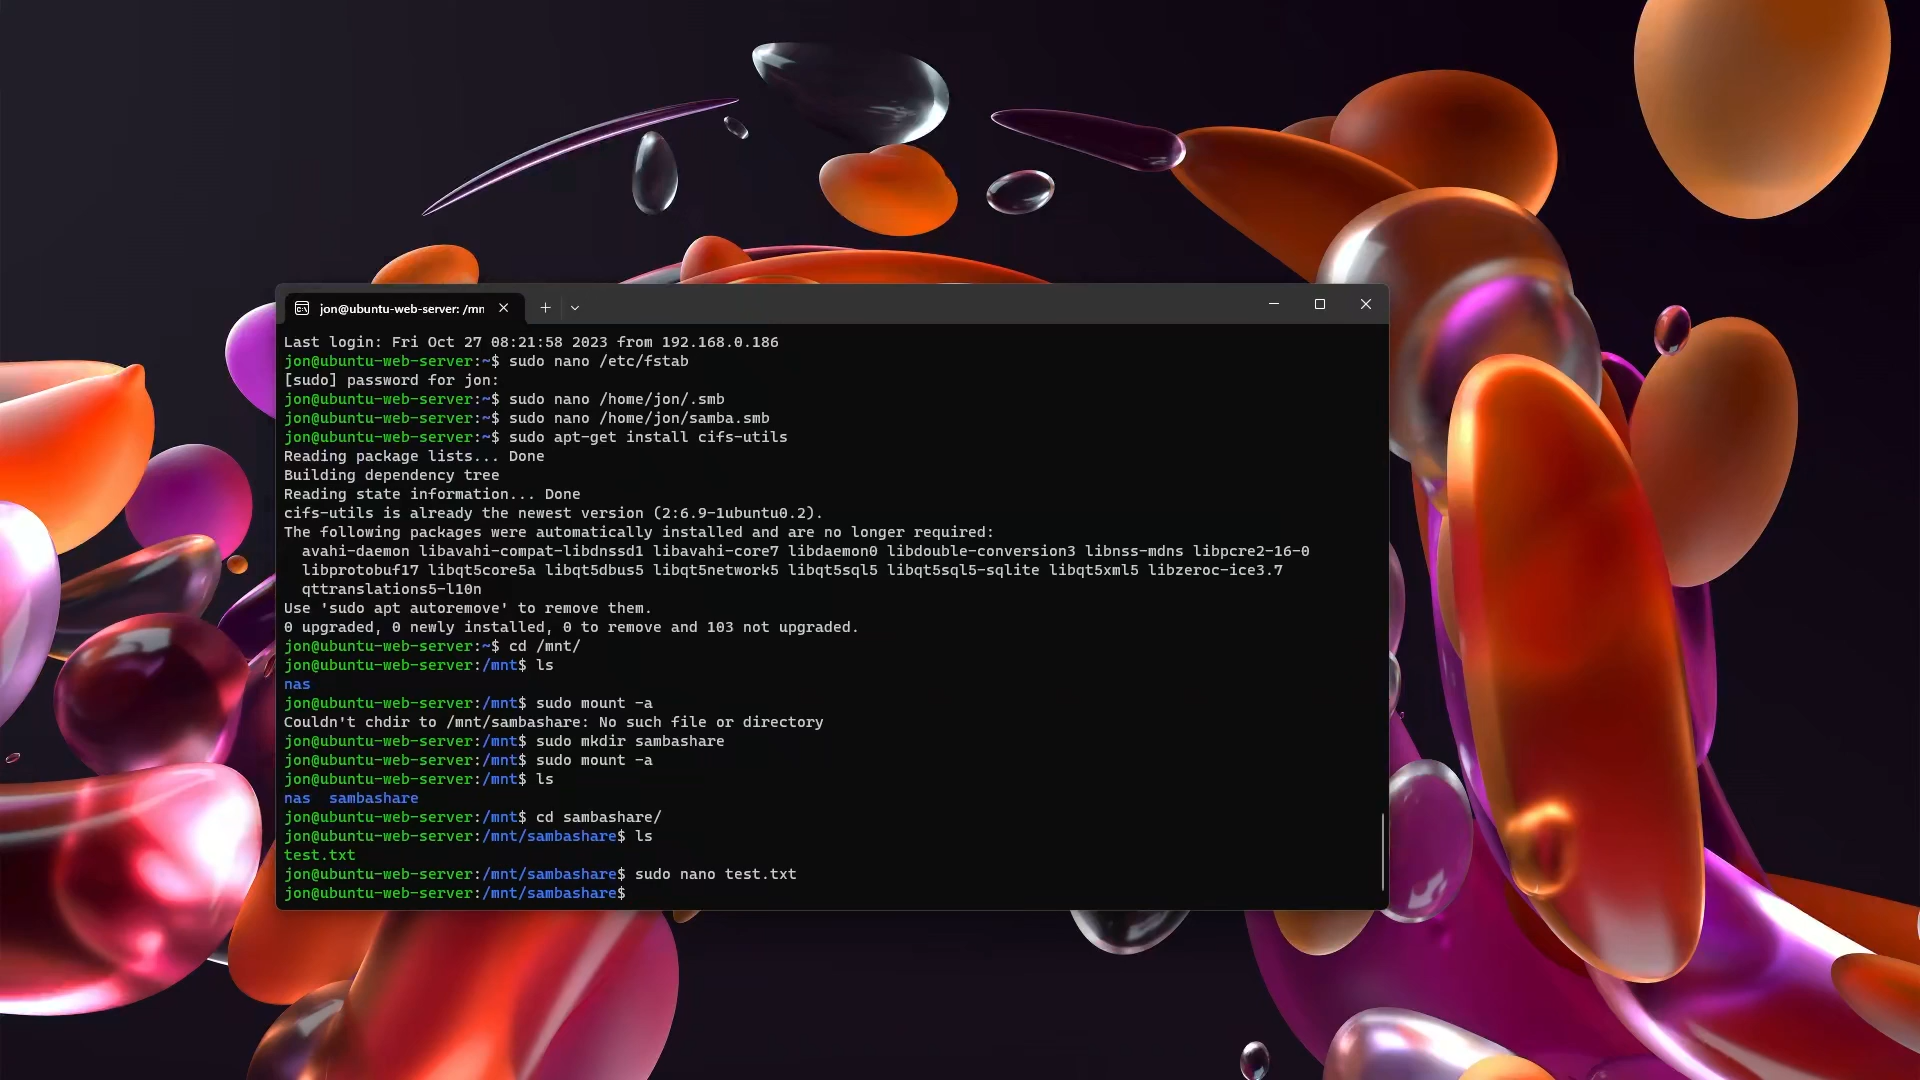 jon@ubuntu-web-server: /mn
Last login: Fri Oct 27 08:21:58 2023 from 192.168.0.186
jon@ubuntu-web-server:~$ sudo nano /etc/fstab
[sudo] password for jon:
jon@ubuntu-web-server:~$ sudo nano /home/jon/.smb
jon@ubuntu-web-server:~$ sudo nano /home/jon/samba.smb
jon@ubuntu-web-server:~$ sudo apt-get install cifs-utils
Reading package lists... Done
Building dependency tree
Reading state information... Done
cifs-utils is already the newest version (2:6.9-1ubuntu0.2).
The following packages were automatically installed and are no longer required:
  avahi-daemon libavahi-compat-libdnssd1 libavahi-core7 libdaemon0 libdouble-conversion3 libnss-mdns libpcre2-16-0
  libprotobuf17 libqt5core5a libqt5dbus5 libqt5network5 libqt5sql5 libqt5sql5-sqlite libqt5xml5 libzeroc-ice3.7
  qttranslations5-l10n
Use 'sudo apt autoremove' to remove them.
0 upgraded, 0 newly installed, 0 to remove and 103 not upgraded.
jon@ubuntu-web-server:~$ cd /mnt/
jon@ubuntu-web-server:/mnt$ ls
nas
jon@ubuntu-web-server:/mnt$ sudo mount -a
Couldn't chdir to /mnt/sambashare: No such file or directory
jon@ubuntu-web-server:/mnt$ sudo mkdir sambashare
jon@ubuntu-web-server:/mnt$ sudo mount -a
jon@ubuntu-web-server:/mnt$ ls
nas  sambashare
jon@ubuntu-web-server:/mnt$ cd sambashare/
jon@ubuntu-web-server:/mnt/sambashare$ ls
test.txt
jon@ubuntu-web-server:/mnt/sambashare$ sudo nano test.txt
jon@ubuntu-web-server:/mnt/sambashare$